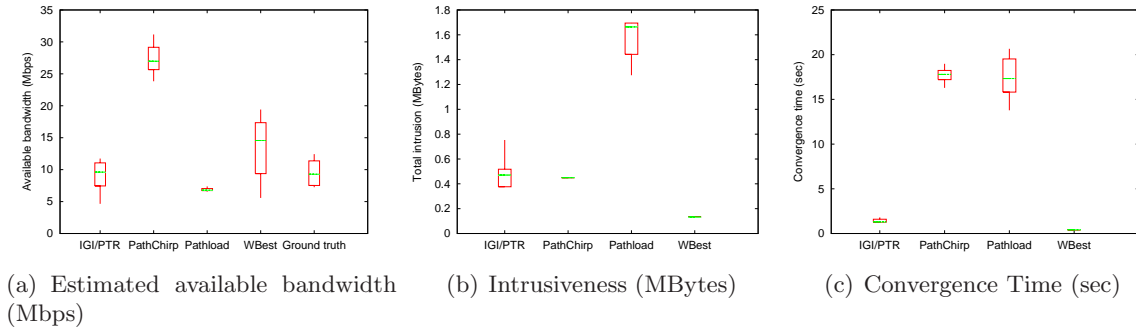 35
30
25
20
15
10
5
0
Available bandwidth (Mbps)
IGI/PTR PathChirp Pathload WBest Ground truth
(a) Estimated available bandwidth
(Mbps)
1.8
1.6
1.4
1.2
1
0.8
0.6
0.4
0.2
0
Total intrusion (MBytes)
IGI/PTR PathChirp Pathload WBest
(b) Intrusiveness (MBytes)
25
20
15
10
5
0
Convergence time (sec)
IGI/PTR PathChirp Pathload WBest
(c) Convergence Time (sec)